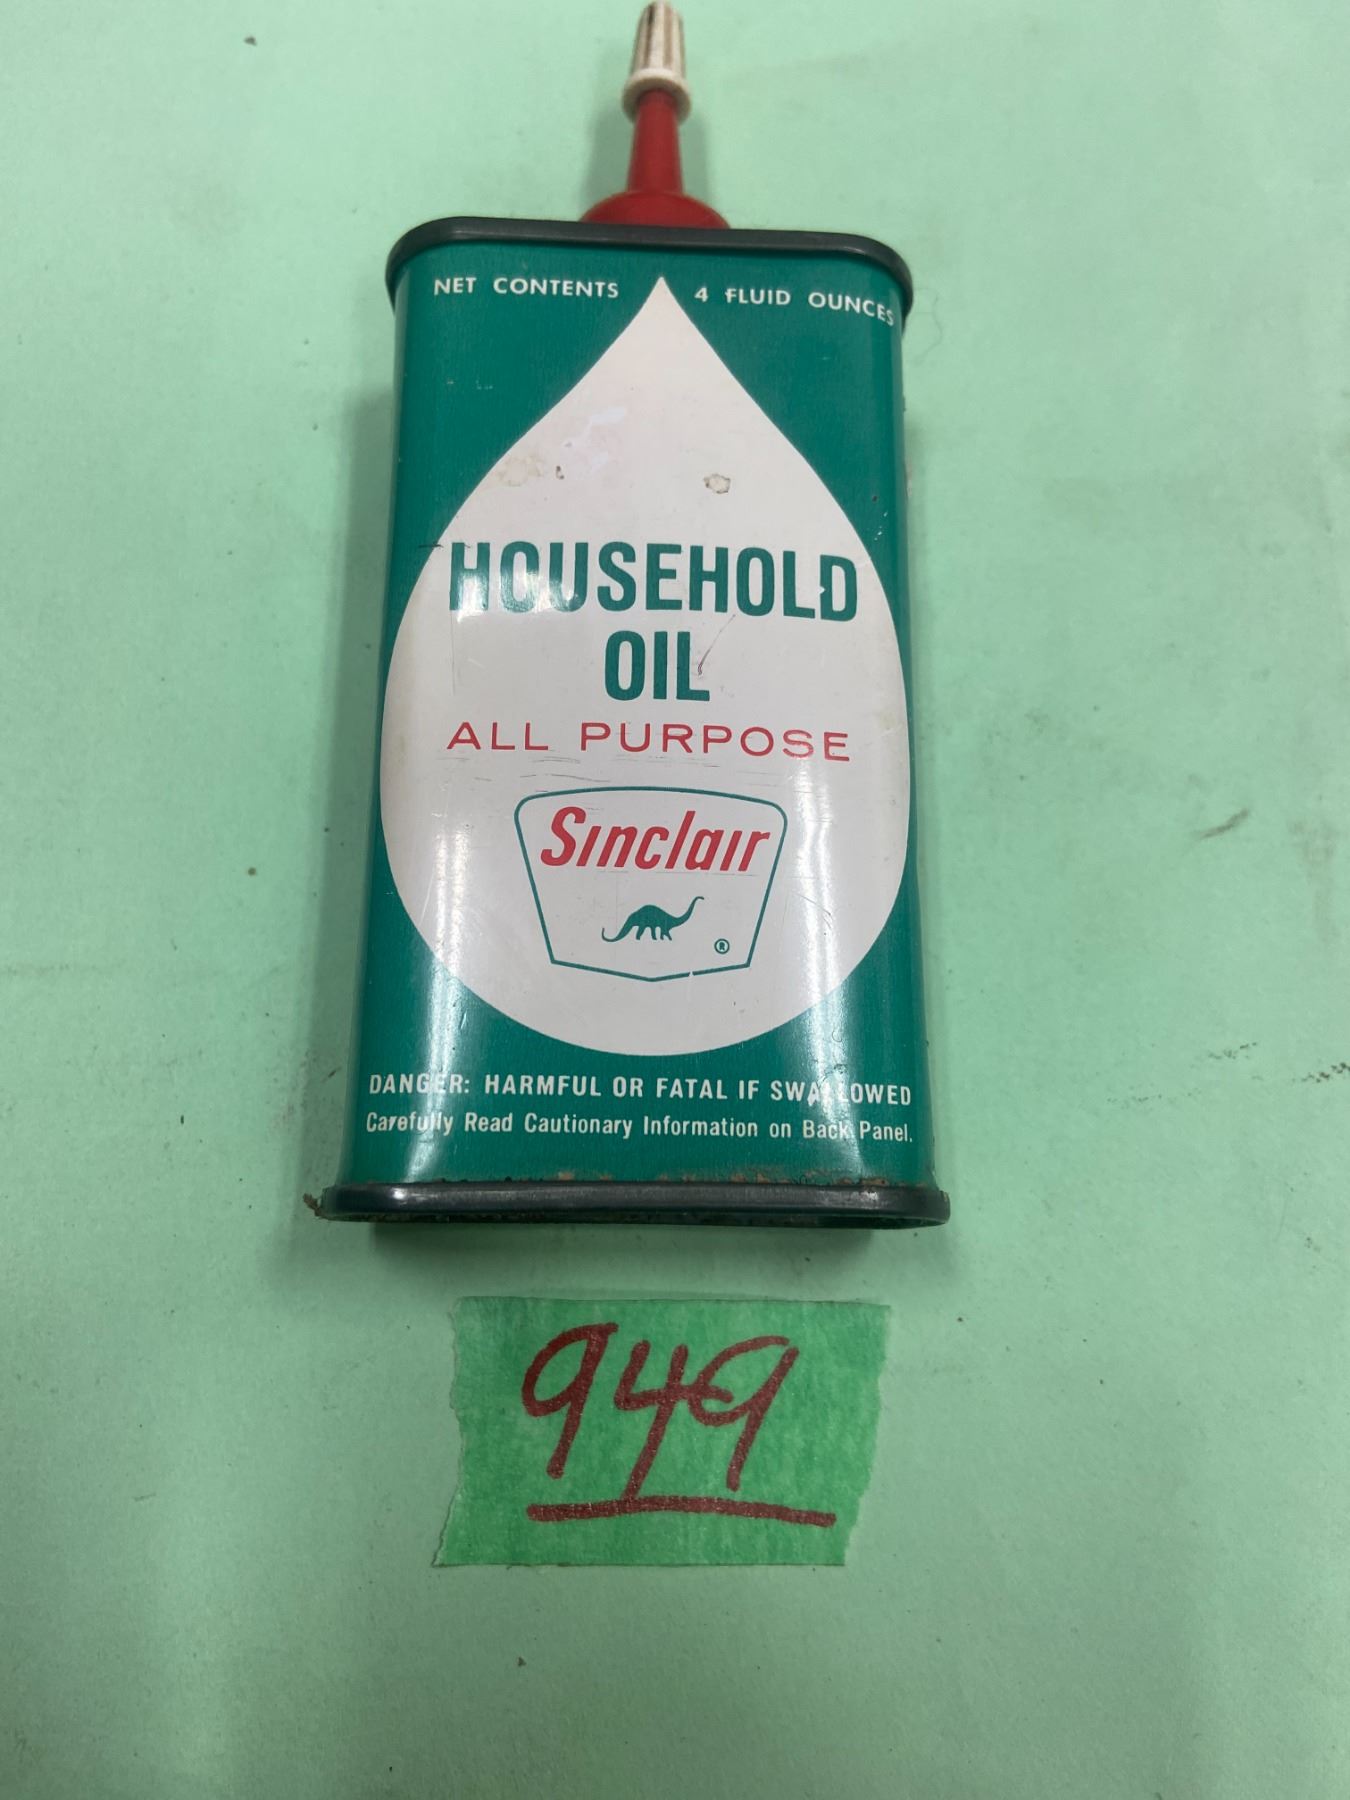 NET CONTENTS 4 FLUID OUNCES
HOUSEHOLD
OIL
ALL PURPOSE
Sinclair
®
DANGER: HARMFUL OR FATAL IF SWALLOWED
Carefully Read Cautionary Information on Back Panel.
949